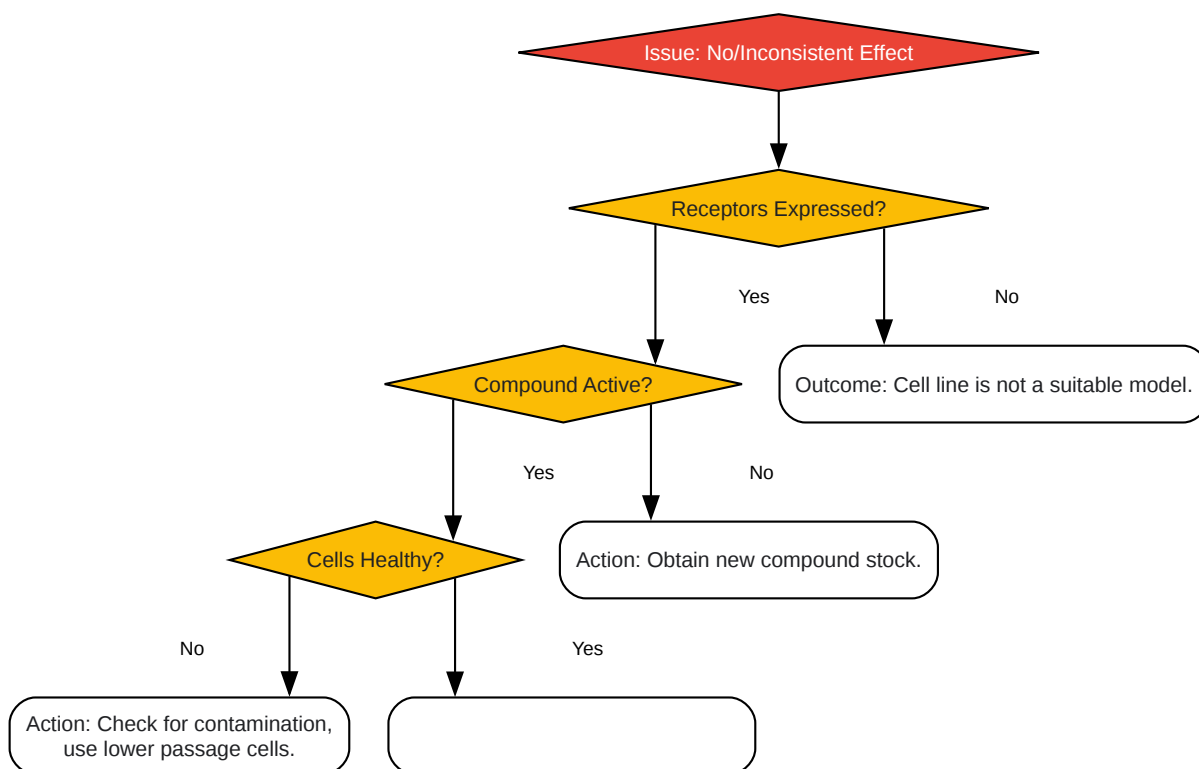 Issue: No/Inconsistent Effect
Receptors Expressed?
Yes
No
Compound Active?
Outcome: Cell line is not a suitable model.
Yes
No
Cells Healthy?
Action: Obtain new compound stock.
No
Yes
Action: Check for contamination,
use lower passage cells.